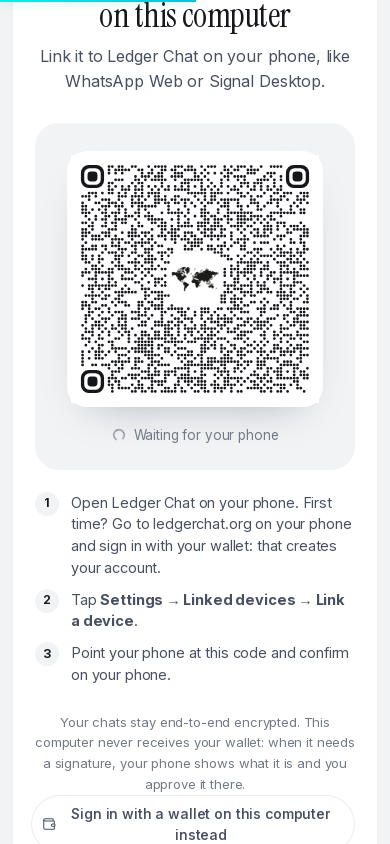 on this computer
Link it to Ledger Chat on your phone, like
WhatsApp Web or Signal Desktop.
Waiting for your phone
1 Open Ledger Chat on your phone. First
time? Go to ledgerchat.org on your phone
and sign in with your wallet: that creates
your account.
2 Tap Settings → Linked devices → Link
a device.
3 Point your phone at this code and confirm
on your phone.
Your chats stay end-to-end encrypted. This
computer never receives your wallet: when it needs
a signature, your phone shows what it is and you
approve it there.
Sign in with a wallet on this computer
instead